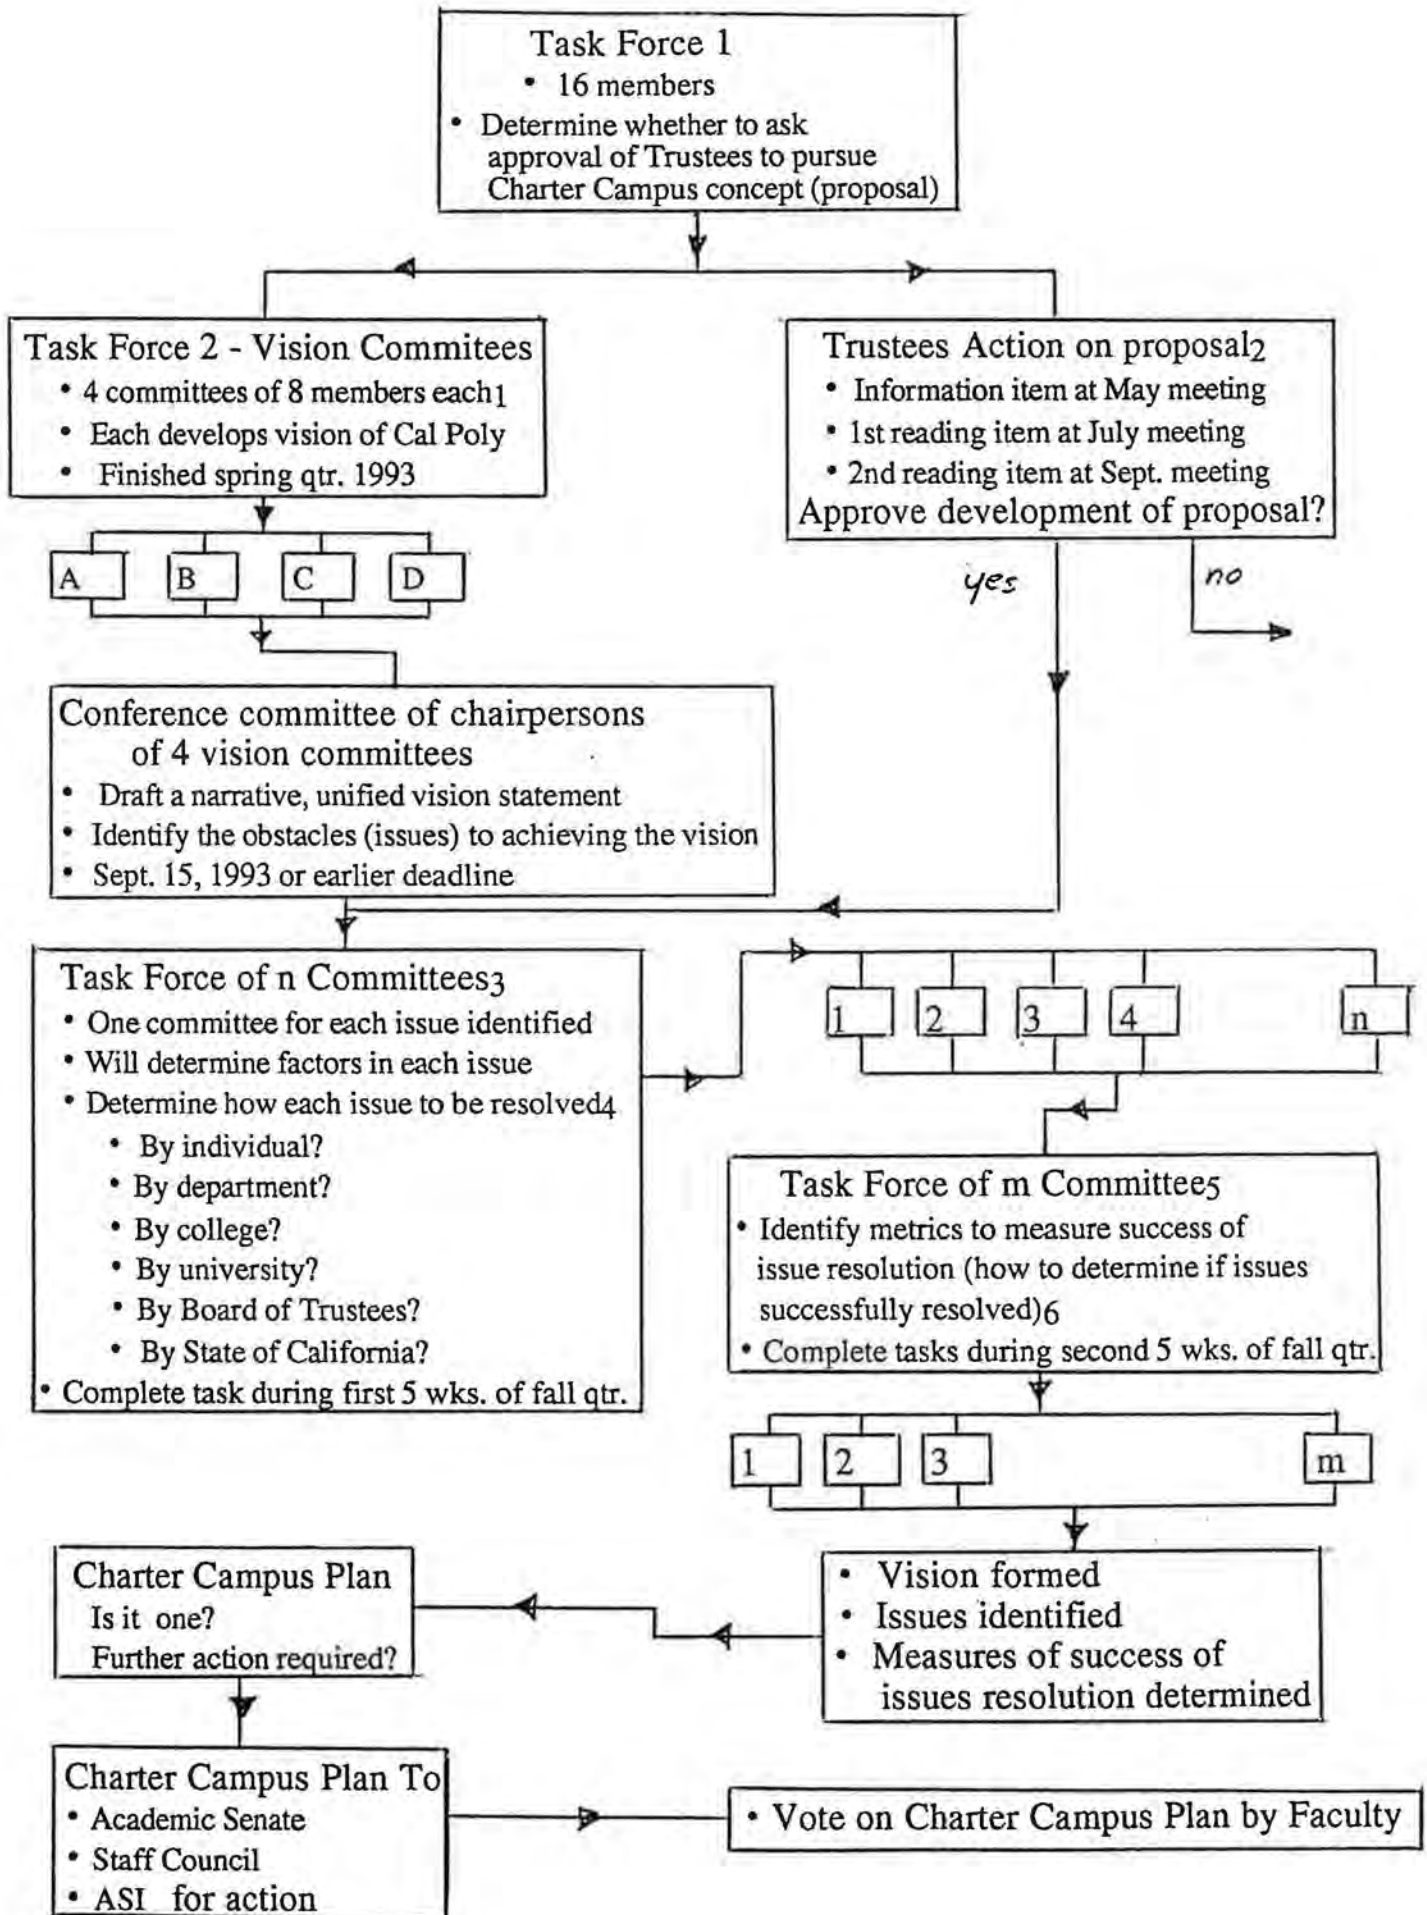 Task Force 1
• 16 members
• Determine whether to ask
approval of Trustees to pursue
Charter Campus concept (proposal)
Task Force 2 - Vision Commitees
• 4 committees of 8 members each1
• Each develops vision of Cal Poly
• Finished spring qtr. 1993
Trustees Action on proposal2
• Information item at May meeting
• 1st reading item at July meeting
• 2nd reading item at Sept. meeting
Approve development of proposal?
A B C D
yes
no
Conference committee of chairpersons
of 4 vision committees
• Draft a narrative, unified vision statement
• Identify the obstacles (issues) to achieving the vision
• Sept. 15, 1993 or earlier deadline
Task Force of n Committees3
• One committee for each issue identified
• Will determine factors in each issue
• Determine how each issue to be resolved4
• By individual?
• By department?
• By college?
• By university?
• By Board of Trustees?
• By State of California?
• Complete task during first 5 wks. of fall qtr.
1 2 3 4 n
Task Force of m Committee5
• Identify metrics to measure success of
issue resolution (how to determine if issues
successfully resolved)6
• Complete tasks during second 5 wks. of fall qtr.
1 2 3 m
• Vision formed
• Issues identified
• Measures of success of
issues resolution determined
Charter Campus Plan
Is it one?
Further action required?
Charter Campus Plan To
• Academic Senate
• Staff Council
• ASI for action
• Vote on Charter Campus Plan by Faculty